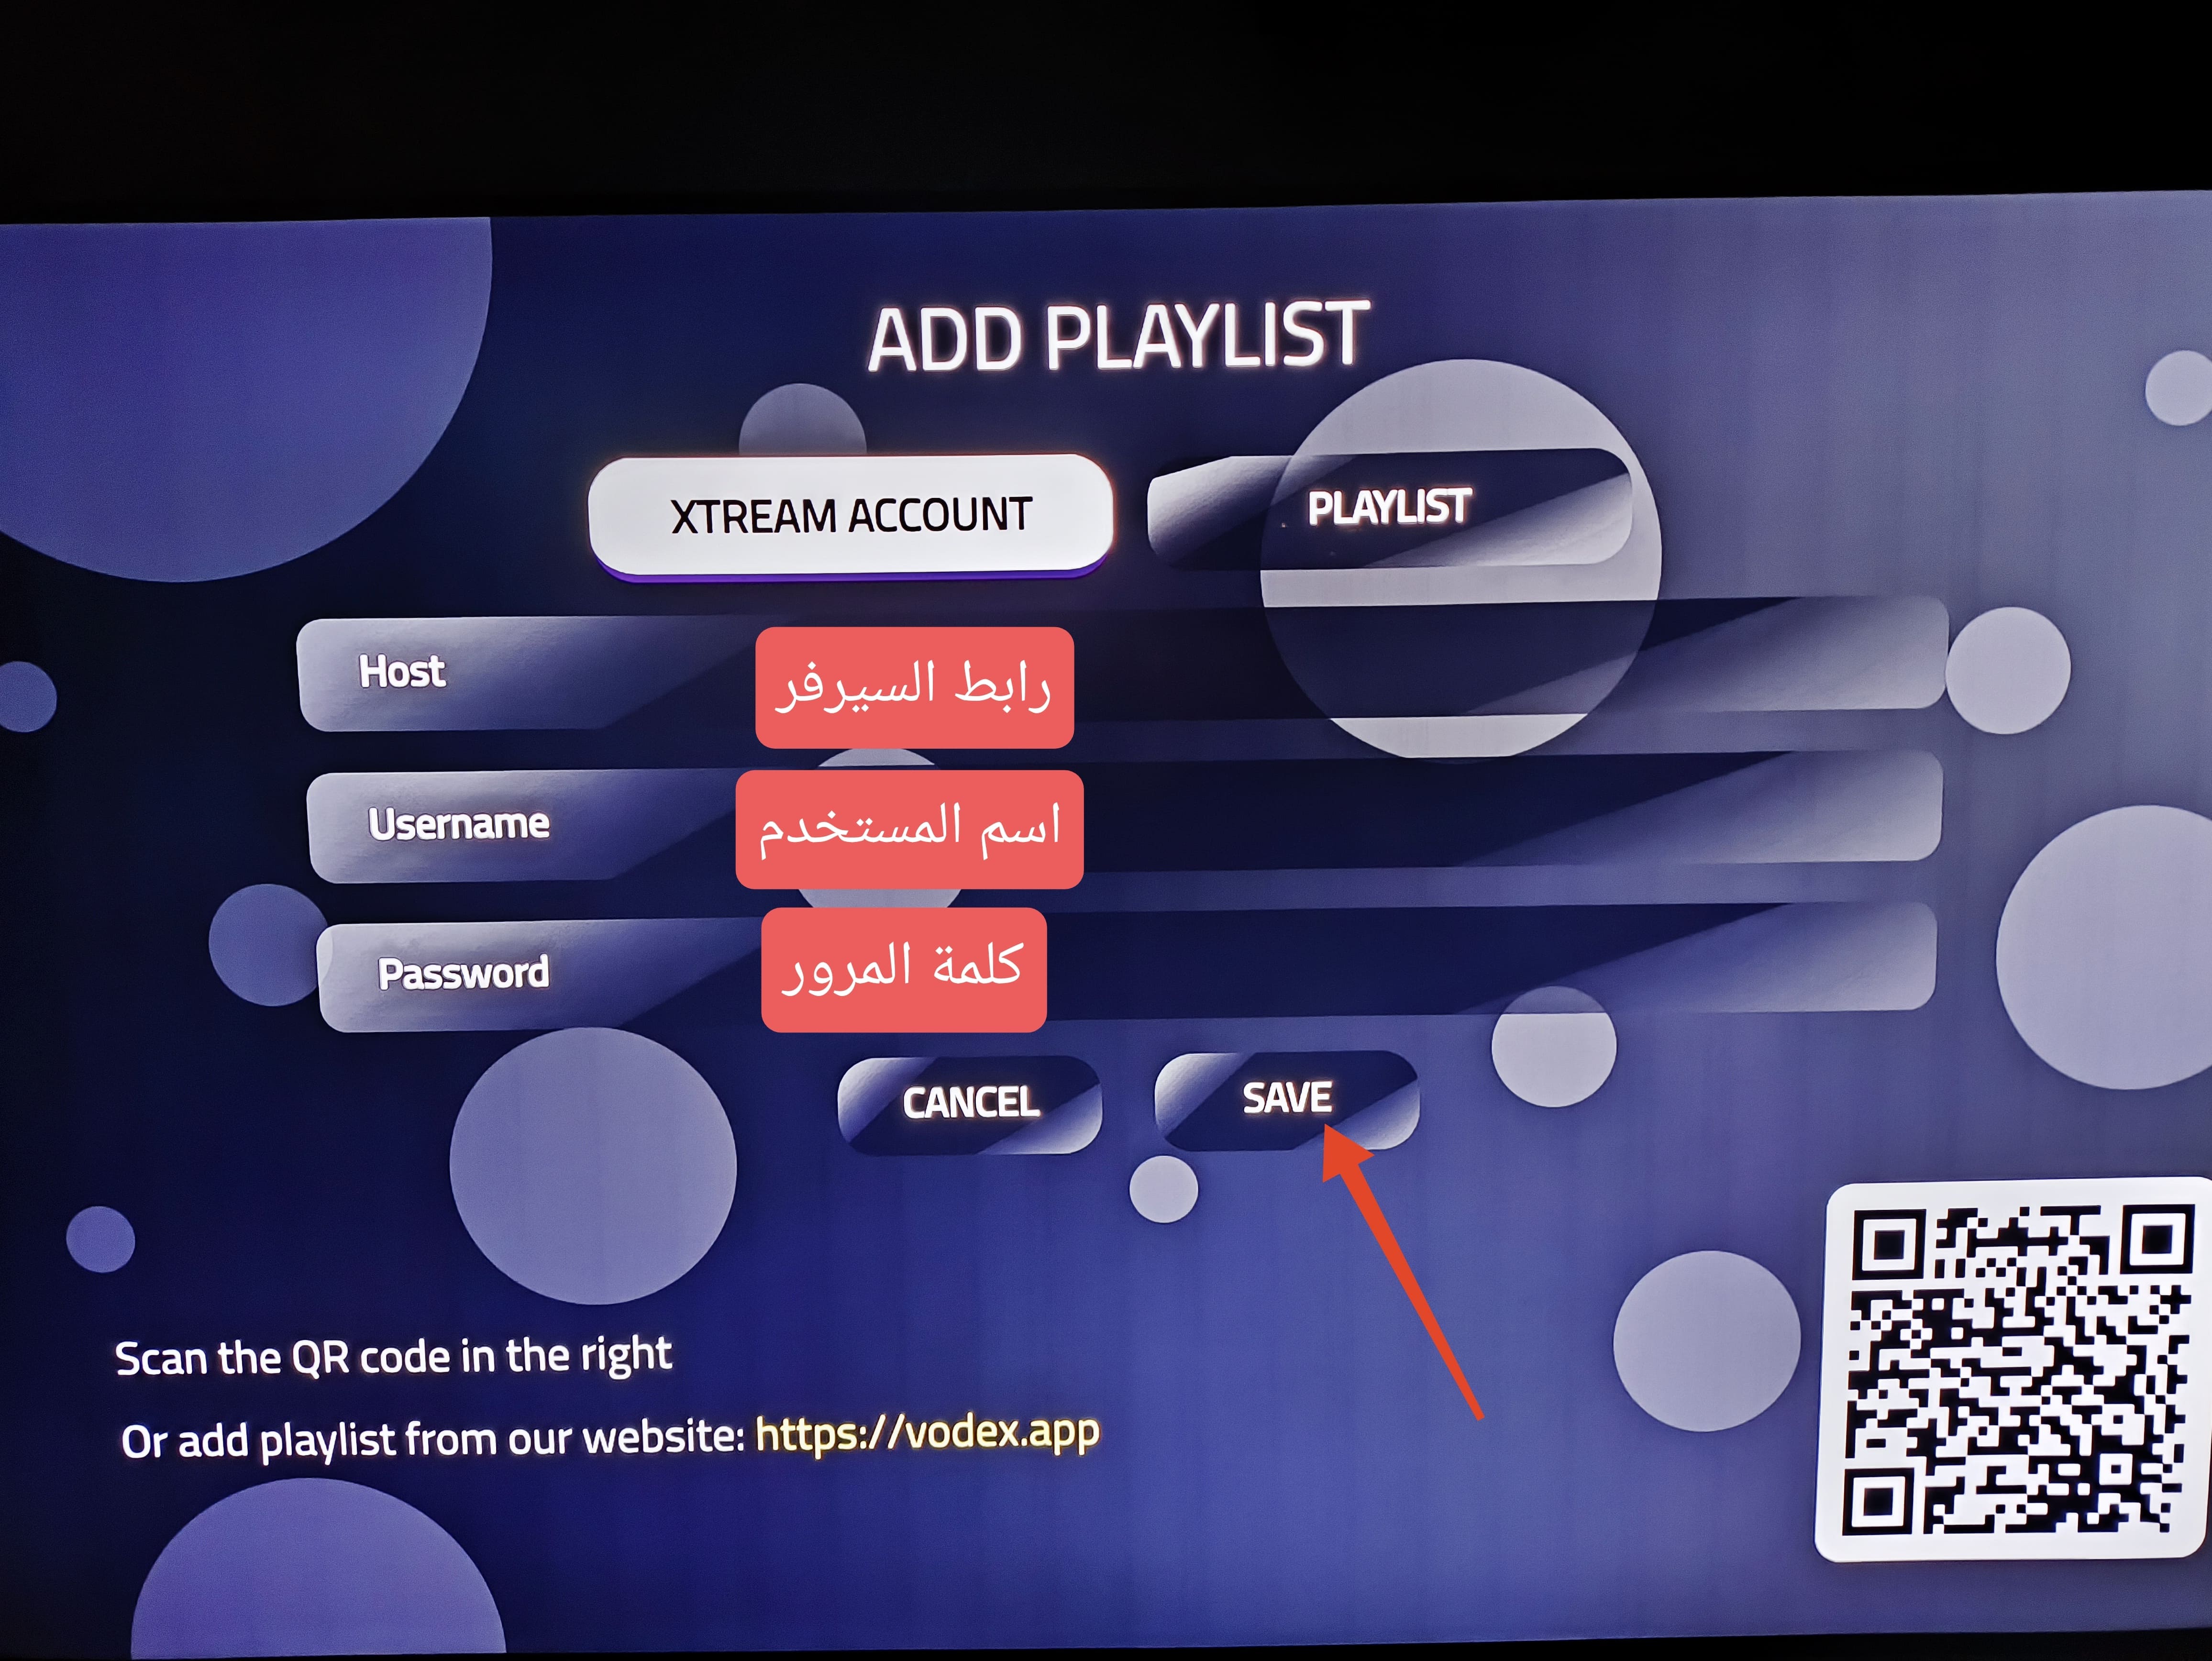 ADD PLAYLIST
XTREAM ACCOUNT
PLAYLIST
Host
رابط السيرفر
Username
اسم المستخدم
Password
كلمة المرور
CANCEL
SAVE
Scan the QR code in the right
Or add playlist from our website: https://vodex.app